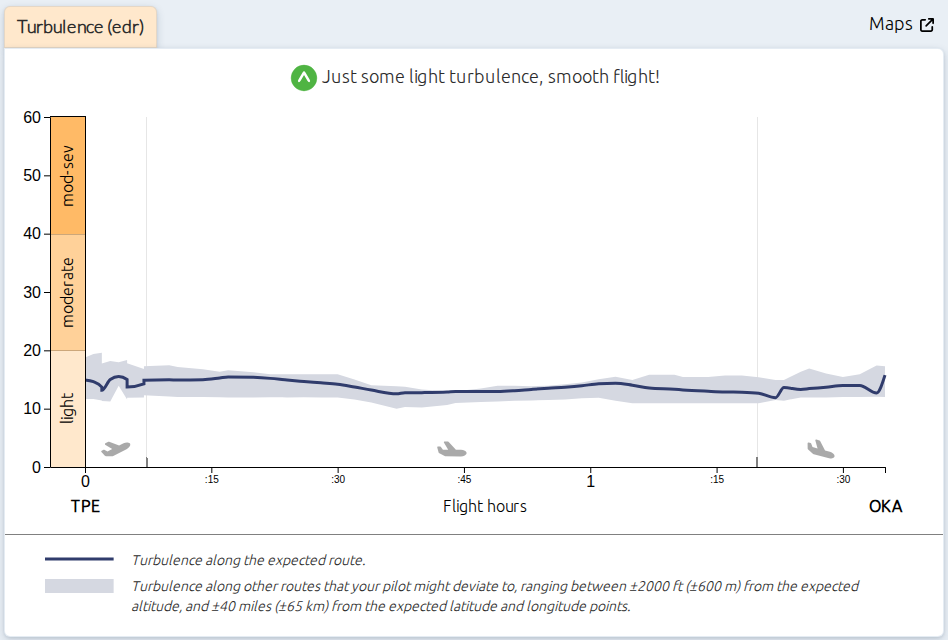 Turbulence (edr)
Maps
Just some light turbulence, smooth flight!
60
50
40
30
20
10
0
mod-sev
moderate
light
0 :15 :30 :45 1 :15 :30
TPE Flight hours OKA
Turbulence along the expected route.
Turbulence along other routes that your pilot might deviate to, ranging between ±2000 ft (±600 m) from the expected
altitude, and ±40 miles (±65 km) from the expected latitude and longitude points.